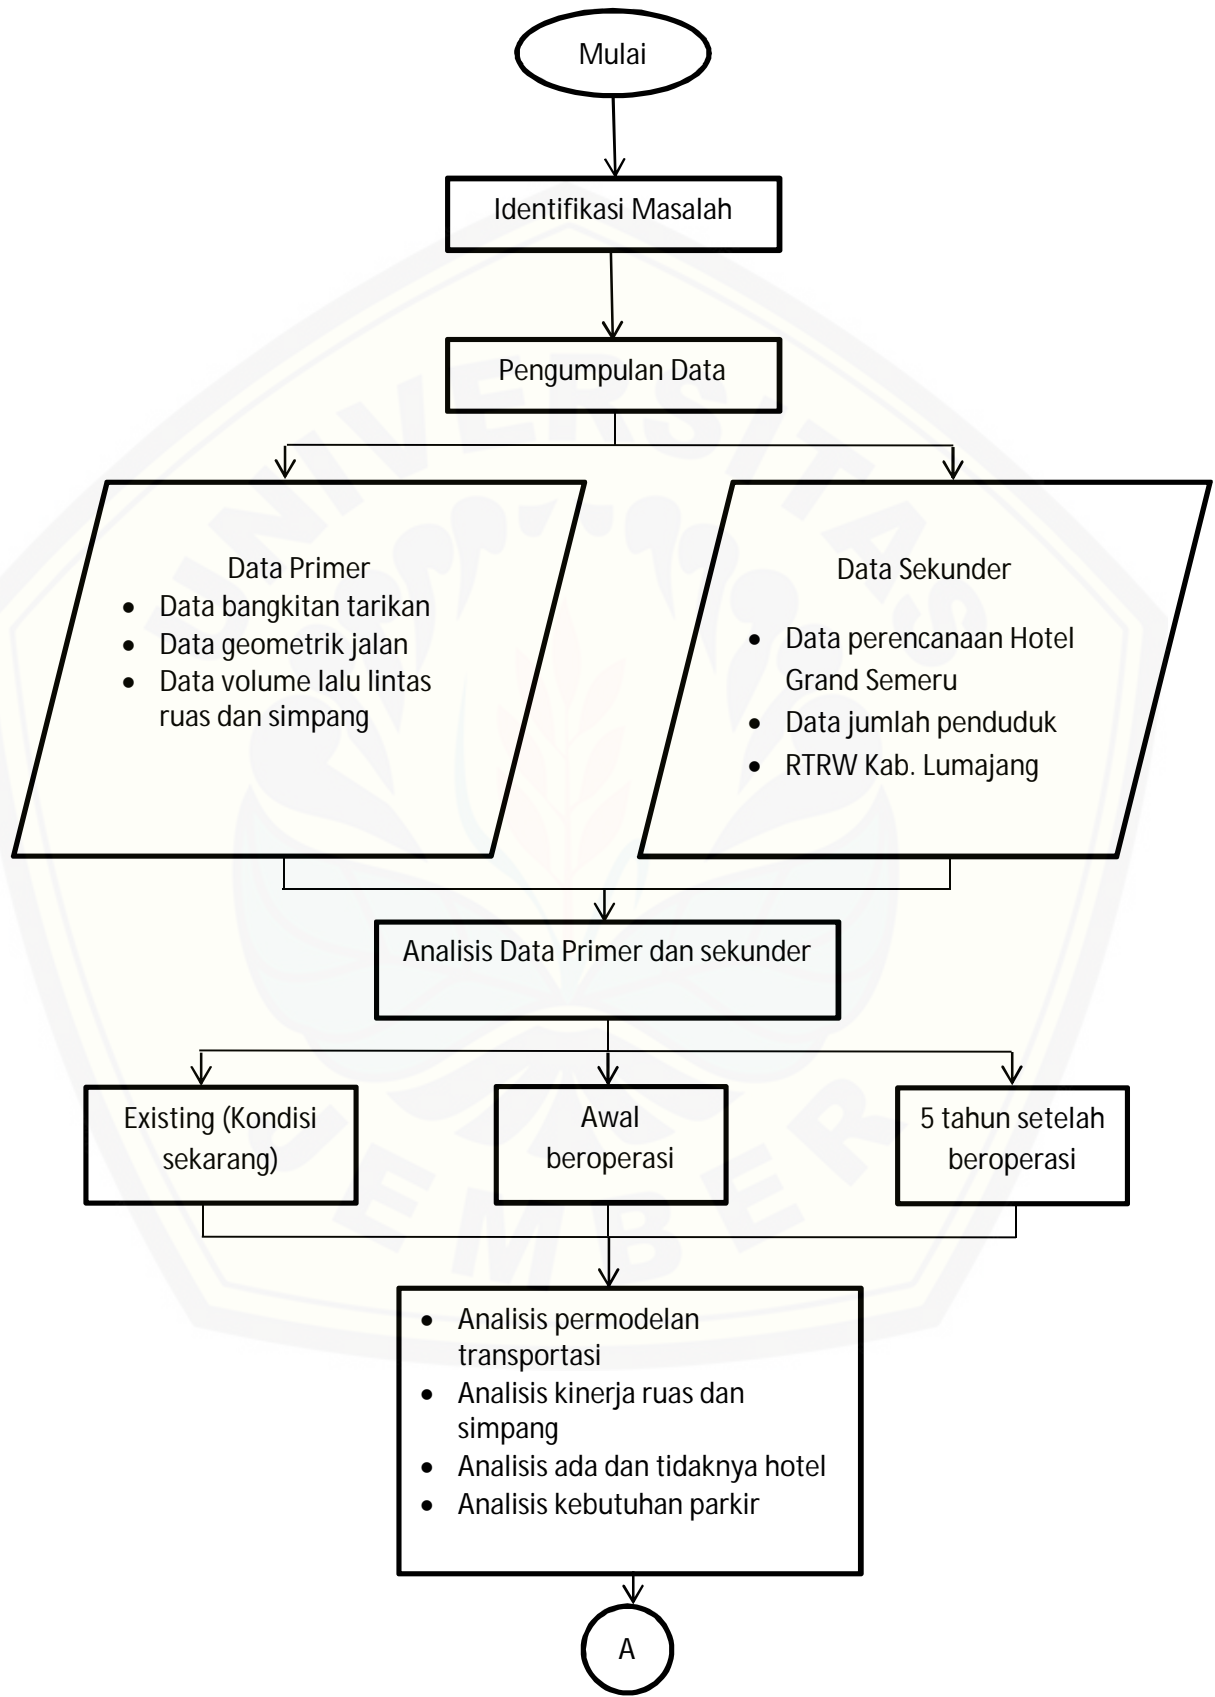 Mulai
Identifikasi Masalah
Pengumpulan Data
Data Primer
• Data bangkitan tarikan
• Data geometrik jalan
• Data volume lalu lintas
ruas dan simpang
Data Sekunder
• Data perencanaan Hotel
Grand Semeru
• Data jumlah penduduk
• RTRW Kab. Lumajang
Analisis Data Primer dan sekunder
Existing (Kondisi
sekarang)
Awal
beroperasi
5 tahun setelah
beroperasi
• Analisis permodelan
transportasi
• Analisis kinerja ruas dan
simpang
• Analisis ada dan tidaknya hotel
• Analisis kebutuhan parkir
A
UNIVERSITAS
JEMBER